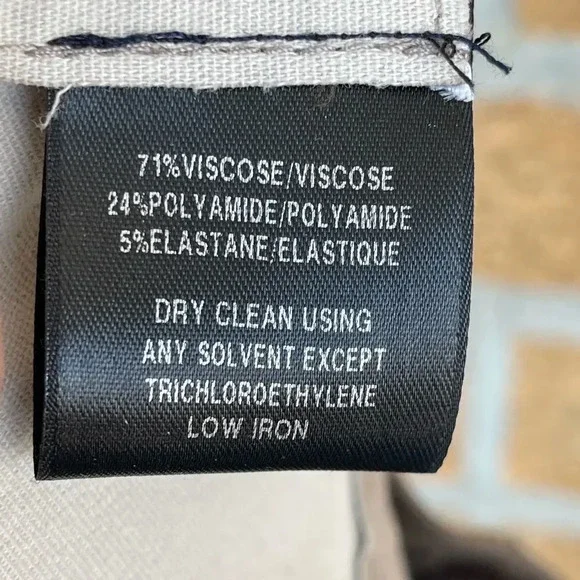 71%VISCOSE/VISCOSE
24%POLYAMIDE/POLYAMIDE
5%ELASTANE/ELASTIQUE
DRY CLEAN USING
ANY SOLVENT EXCEPT
TRICHLOROETHYLENE
LOW IRON